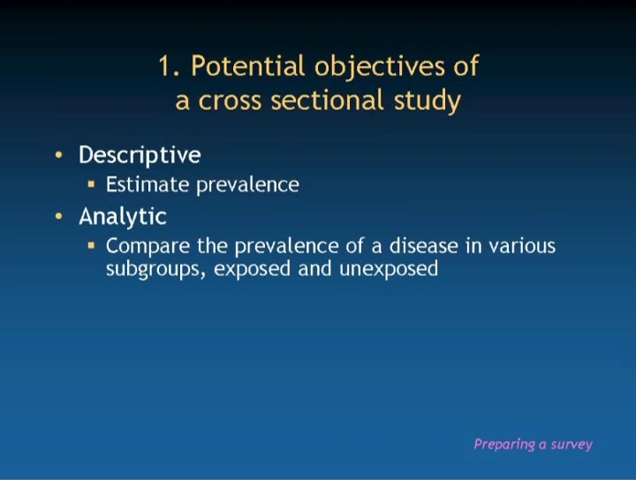 1. Potential objectives of
a cross sectional study
• Descriptive
▪ Estimate prevalence
• Analytic
▪ Compare the prevalence of a disease in various
subgroups, exposed and unexposed
Preparing a survey